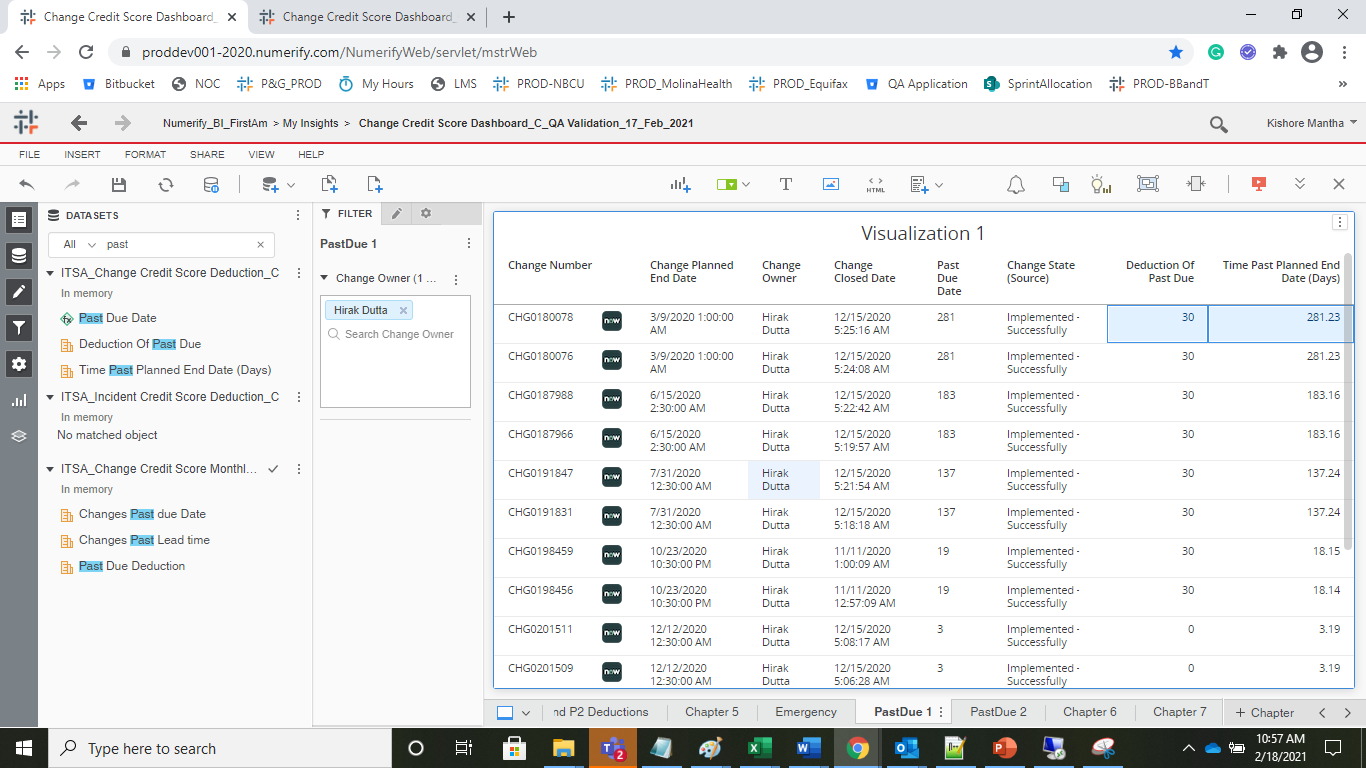 Change Credit Score Dashboard_
Change Credit Score Dashboard_
proddev001-2020.numerify.com/NumerifyWeb/servlet/mstrWeb
Apps Bitbucket NOC P&G_PROD My Hours LMS PROD-NBCU PROD_MolinaHealth PROD_Equifax QA Application SprintAllocation PROD-BBandT »
Numerify_BI_FirstAm > My Insights > Change Credit Score Dashboard_C_QA Validation_17_Feb_2021
Kishore Mantha
FILE INSERT FORMAT SHARE VIEW HELP
HTML
DATASETS
All past
ITSA_Change Credit Score Deduction_C
In memory
fx Past Due Date
Deduction Of Past Due
Time Past Planned End Date (Days)
ITSA_Incident Credit Score Deduction_C
In memory
No matched object
ITSA_Change Credit Score Monthl...
In memory
Changes Past due Date
Changes Past Lead time
Past Due Deduction
FILTER
PastDue 1
Change Owner (1 ...
Hirak Dutta
Search Change Owner
Visualization 1
Change Number
Change Planned
End Date
Change
Owner
Change
Closed Date
Past
Due
Date
Change State
(Source)
Deduction Of
Past Due
Time Past Planned End
Date (Days)
CHG0180078 now 3/9/2020 1:00:00 Hirak 12/15/2020 281 Implemented - 30 281.23
AM Dutta 5:25:16 AM Successfully
CHG0180076 now 3/9/2020 1:00:00 Hirak 12/15/2020 281 Implemented - 30 281.23
AM Dutta 5:24:08 AM Successfully
CHG0187988 now 6/15/2020 Hirak 12/15/2020 183 Implemented - 30 183.16
2:30:00 AM Dutta 5:22:42 AM Successfully
CHG0187966 now 6/15/2020 Hirak 12/15/2020 183 Implemented - 30 183.16
2:30:00 AM Dutta 5:19:57 AM Successfully
CHG0191847 now 7/31/2020 Hirak 12/15/2020 137 Implemented - 30 137.24
12:30:00 AM Dutta 5:21:54 AM Successfully
CHG0191831 now 7/31/2020 Hirak 12/15/2020 137 Implemented - 30 137.24
12:30:00 AM Dutta 5:18:18 AM Successfully
CHG0198459 now 10/23/2020 Hirak 11/11/2020 19 Implemented - 30 18.15
10:30:00 PM Dutta 1:00:09 AM Successfully
CHG0198456 now 10/23/2020 Hirak 11/11/2020 19 Implemented - 30 18.14
10:30:00 PM Dutta 12:57:09 AM Successfully
CHG0201511 now 12/12/2020 Hirak 12/15/2020 3 Implemented - 0 3.19
12:30:00 AM Dutta 5:08:17 AM Successfully
CHG0201509 now 12/12/2020 Hirak 12/15/2020 3 Implemented - 0 3.19
12:30:00 AM Dutta 5:06:28 AM Successfully
nd P2 Deductions Chapter 5 Emergency PastDue 1 PastDue 2 Chapter 6 Chapter 7 + Chapter
Type here to search
2
10:57 AM
2/18/2021